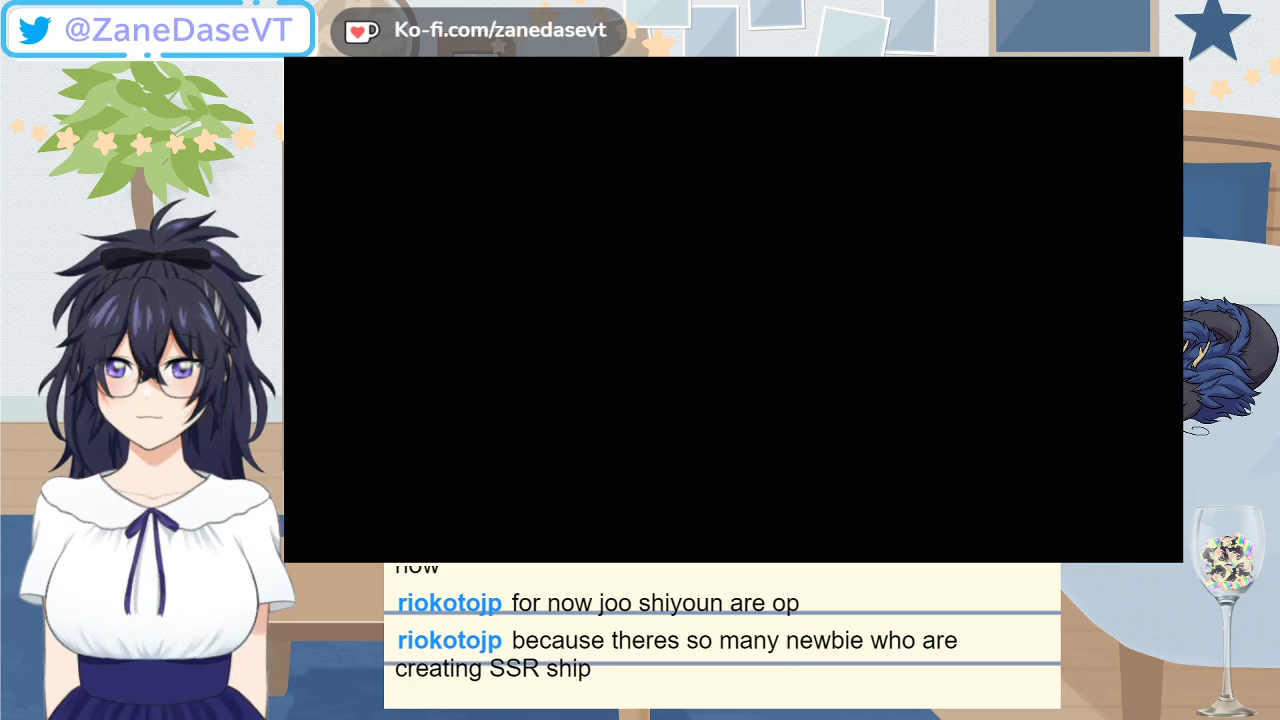 @ZaneDaseVT
Ko-fi.com/zanedasevt
now
riokotojp for now joo shiyoun are op
riokotojp because theres so many newbie who are
creating SSR ship